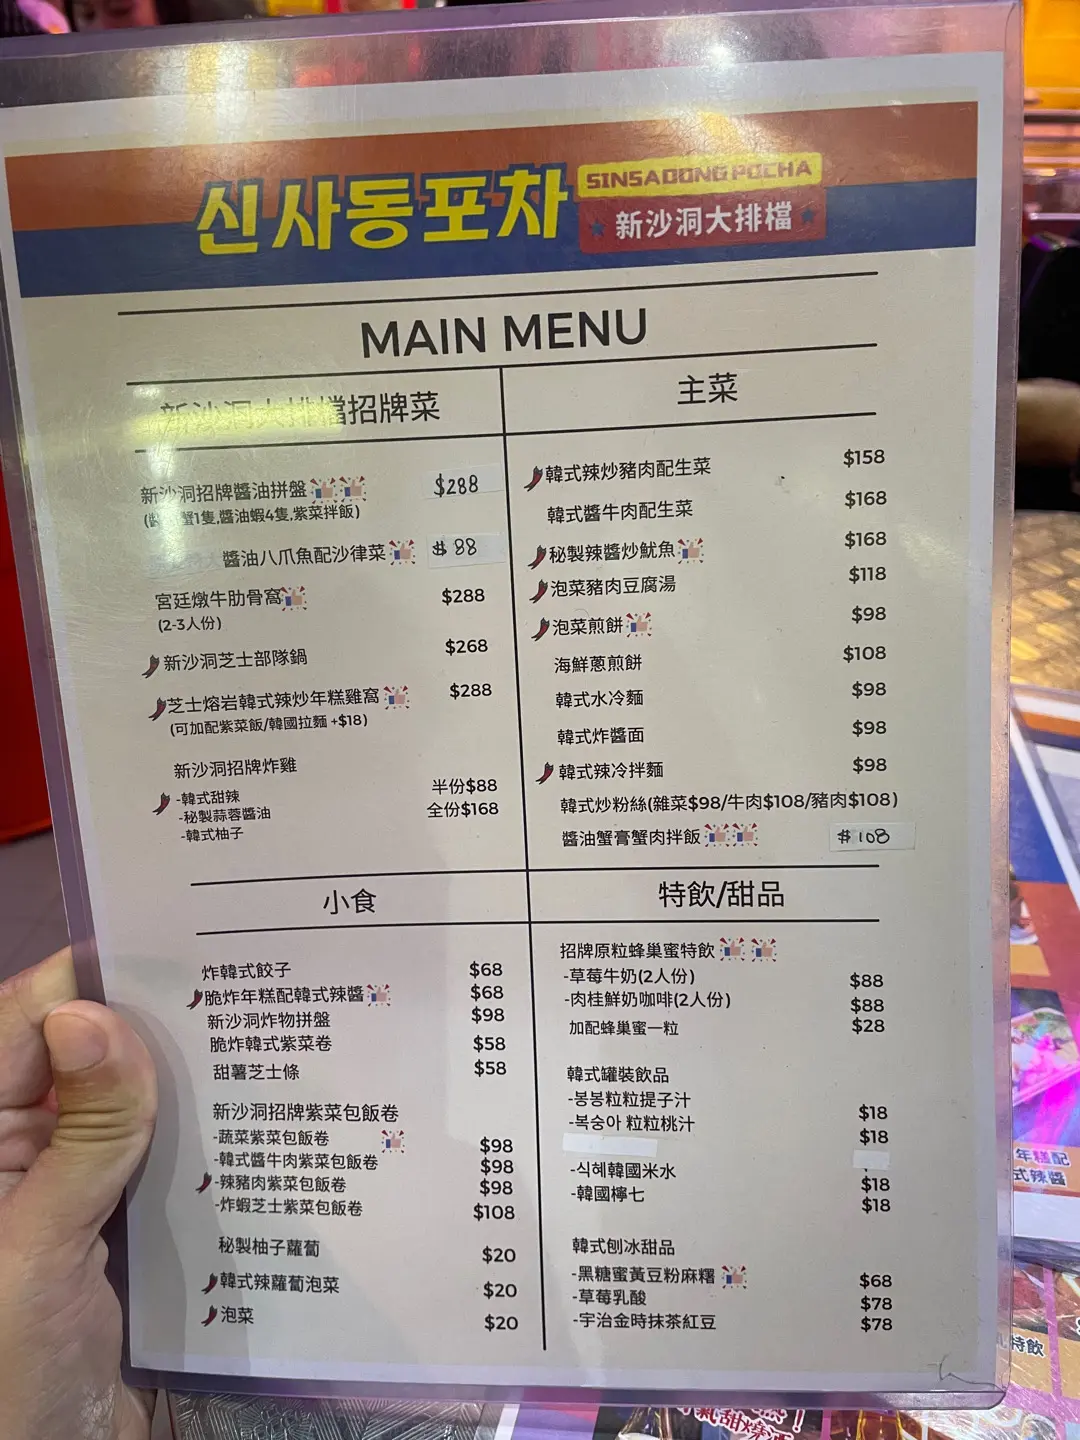 신사동포차
SINSADONG POCHA
新沙洞大排檔
MAIN MENU
新沙洞大排檔招牌菜
新沙洞招牌醬油拼盤 $288
(醬油蟹1隻,醬油蝦4隻,紫菜拌飯)
醬油八爪魚配沙律菜 $88
宮廷燉牛肋骨窩 $288
(2-3人份)
新沙洞芝士部隊鍋 $268
芝士熔岩韓式辣炒年糕雞窩 $288
(可加配紫菜飯/韓國拉麵 +$18)
新沙洞招牌炸雞
-韓式甜辣 半份$88
-秘製蒜蓉醬油 全份$168
-韓式柚子
主菜
韓式辣炒豬肉配生菜 $158
韓式醬牛肉配生菜 $168
秘製辣醬炒魷魚 $168
泡菜豬肉豆腐湯 $118
泡菜煎餅 $98
海鮮蔥煎餅 $108
韓式水冷麵 $98
韓式炸醬面 $98
韓式辣冷拌麵 $98
韓式炒粉絲(雜菜$98/牛肉$108/豬肉$108)
醬油蟹膏蟹肉拌飯 $108
小食
炸韓式餃子 $68
脆炸年糕配韓式辣醬 $68
新沙洞炸物拼盤 $98
脆炸韓式紫菜卷 $58
甜薯芝士條 $58
新沙洞招牌紫菜包飯卷
-蔬菜紫菜包飯卷 $98
-韓式醬牛肉紫菜包飯卷 $98
-辣豬肉紫菜包飯卷 $98
-炸蝦芝士紫菜包飯卷 $108
秘製柚子蘿蔔 $20
韓式辣蘿蔔泡菜 $20
泡菜 $20
特飲/甜品
招牌原粒蜂巢蜜特飲
-草莓牛奶(2人份) $88
-肉桂鮮奶咖啡(2人份) $88
加配蜂巢蜜一粒 $28
韓式罐裝飲品
-봉봉粒粒提子汁 $18
-복숭아 粒粒桃汁 $18
-식혜韓國米水 $18
-韓國檸七 $18
韓式刨冰甜品
-黑糖蜜黃豆粉麻糬 $68
-草莓乳酸 $78
-宇治金時抹茶紅豆 $78
年糕配
式辣醬
特飲